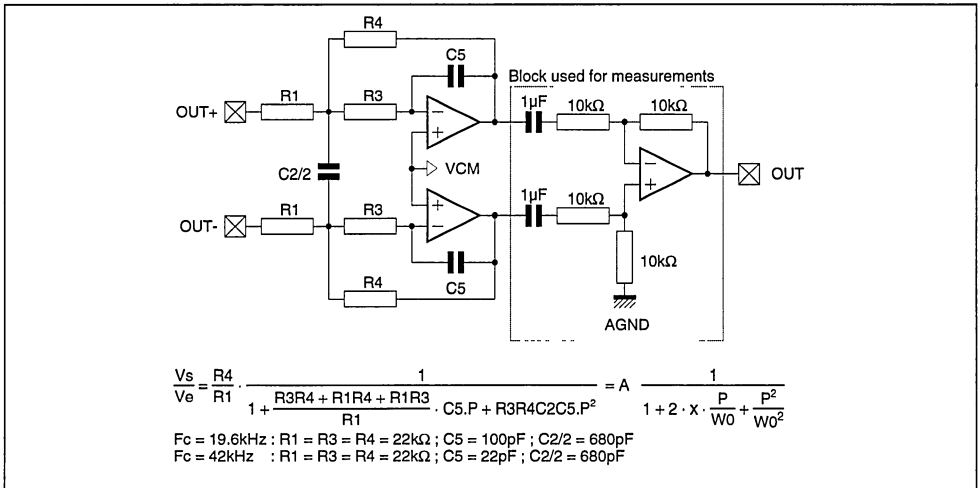 R4
C5
Block used for measurements
R1
R3
1µF
10kΩ
10kΩ
OUT+
C2/2
VCM
OUT
R1
R3
1µF
10kΩ
OUT-
C5
10kΩ
R4
AGND
Vs/Ve = R4/R1 · 1/(1 + (R3R4 + R1R4 + R1R3)/R1 · C5.P + R3R4C2C5.P²) = A 1/(1 + 2 · x · P/W0 + P²/W0²)
Fc = 19.6kHz : R1 = R3 = R4 = 22kΩ ; C5 = 100pF ; C2/2 = 680pF
Fc = 42kHz : R1 = R3 = R4 = 22kΩ ; C5 = 22pF ; C2/2 = 680pF